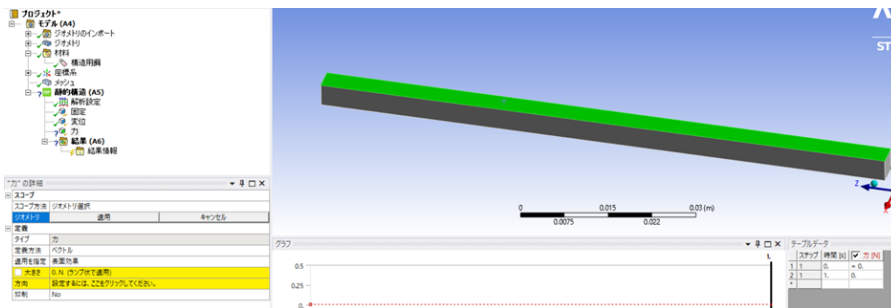 プロジェクト*
モデル (A4)
ジオメトリのインポート
ジオメトリ
材料
構造用鋼
座標系
メッシュ
静的構造 (A5)
解析設定
固定
変位
力
結果 (A6)
結果情報
"力" の詳細
スコープ
スコープ方法 ジオメトリ選択
ジオメトリ 適用 キャンセル
定義
タイプ 力
定義方法 ベクトル
適用を指定 表面効果
大きさ 0. N (ランプ状で適用)
方向 設定するには、ここをクリックしてください。
抑制 No
ST
Z
0 0.015 0.03 (m)
0.0075 0.022
グラフ
1.
0.5
0.
テーブルデータ
ステップ 時間 [s] 力 [N]
1 1 0. = 0.
2 1 1. 0.
*